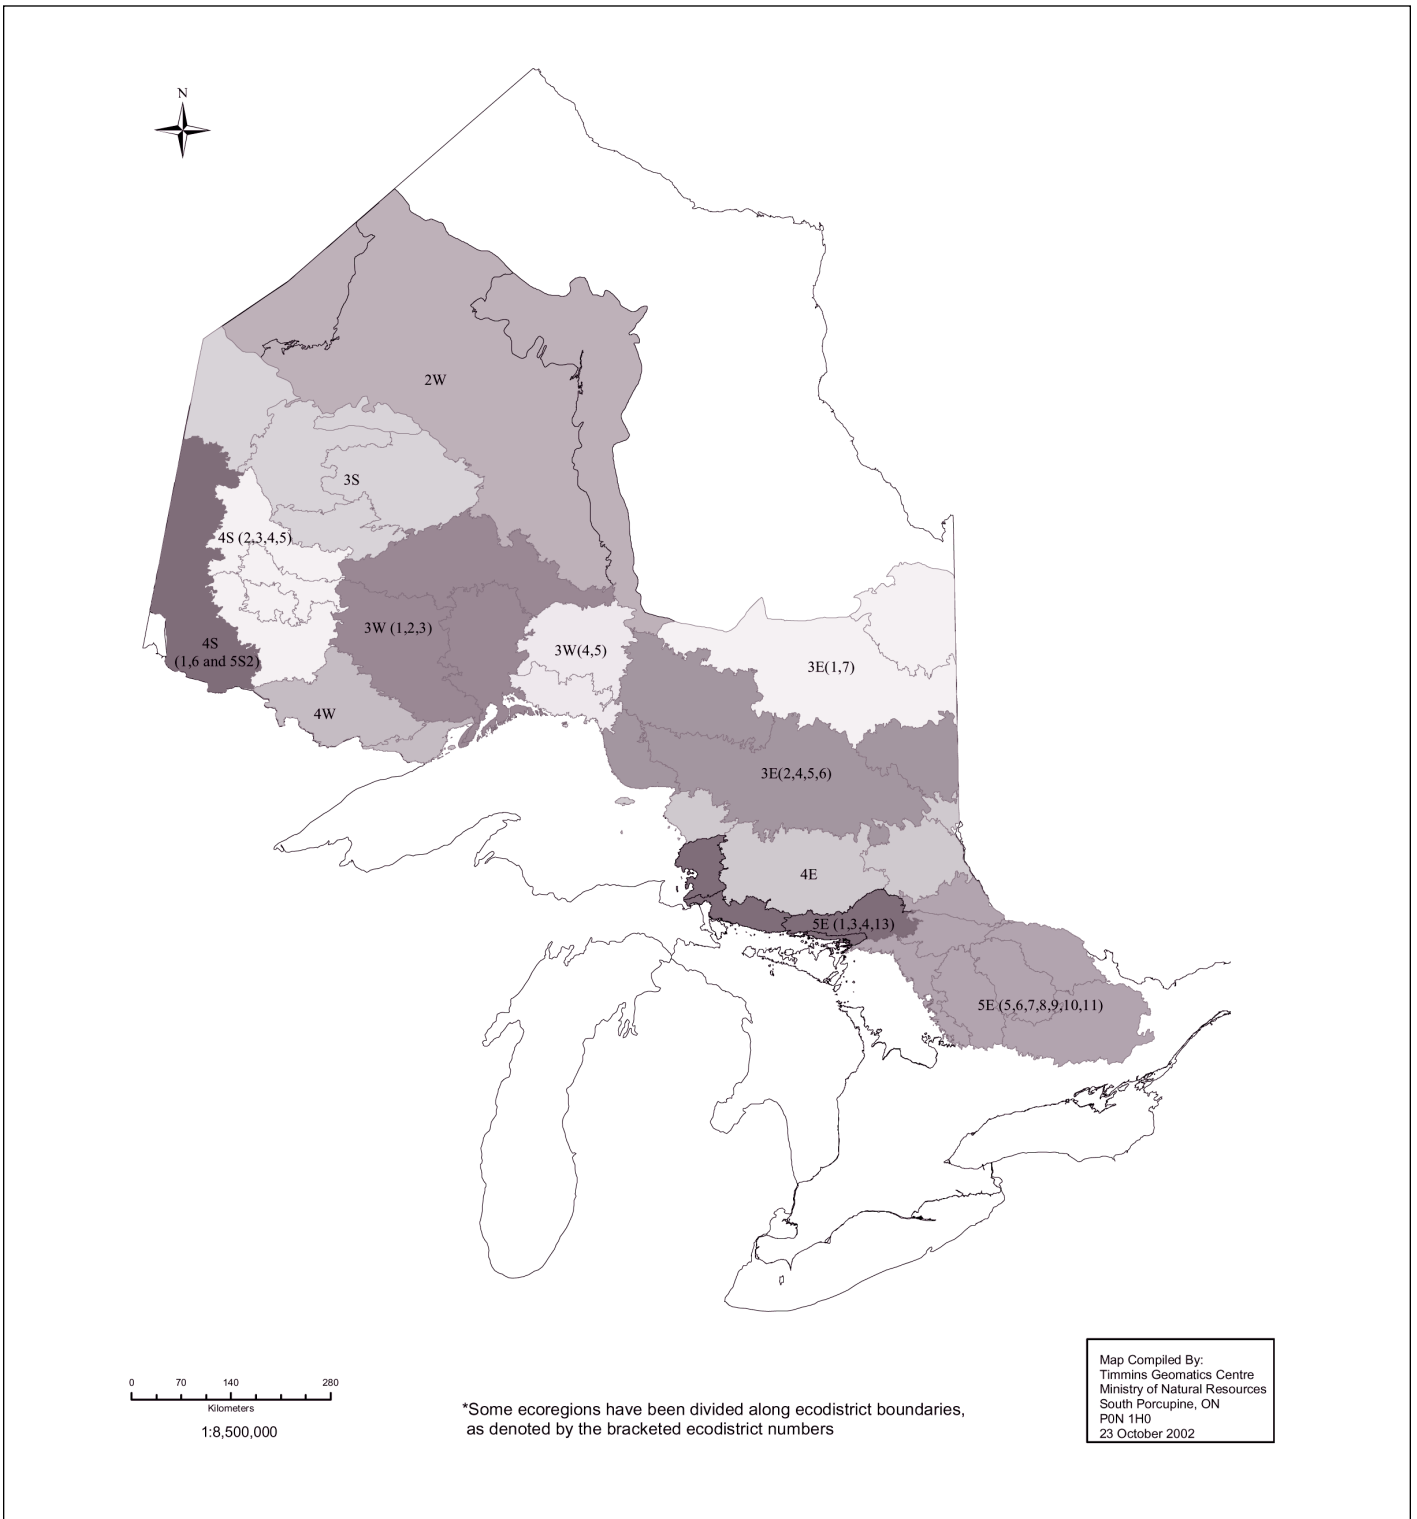 N
2W
3S
4S (2,3,4,5)
3W (1,2,3)
4S
(1,6 and 5S2)
3W(4,5)
3E(1,7)
4W
3E(2,4,5,6)
4E
5E (1,3,4,13)
5E (5,6,7,8,9,10,11)
0 70 140 280
Kilometers
1:8,500,000
*Some ecoregions have been divided along ecodistrict boundaries,
as denoted by the bracketed ecodistrict numbers
Map Compiled By:
Timmins Geomatics Centre
Ministry of Natural Resources
South Porcupine, ON
P0N 1H0
23 October 2002